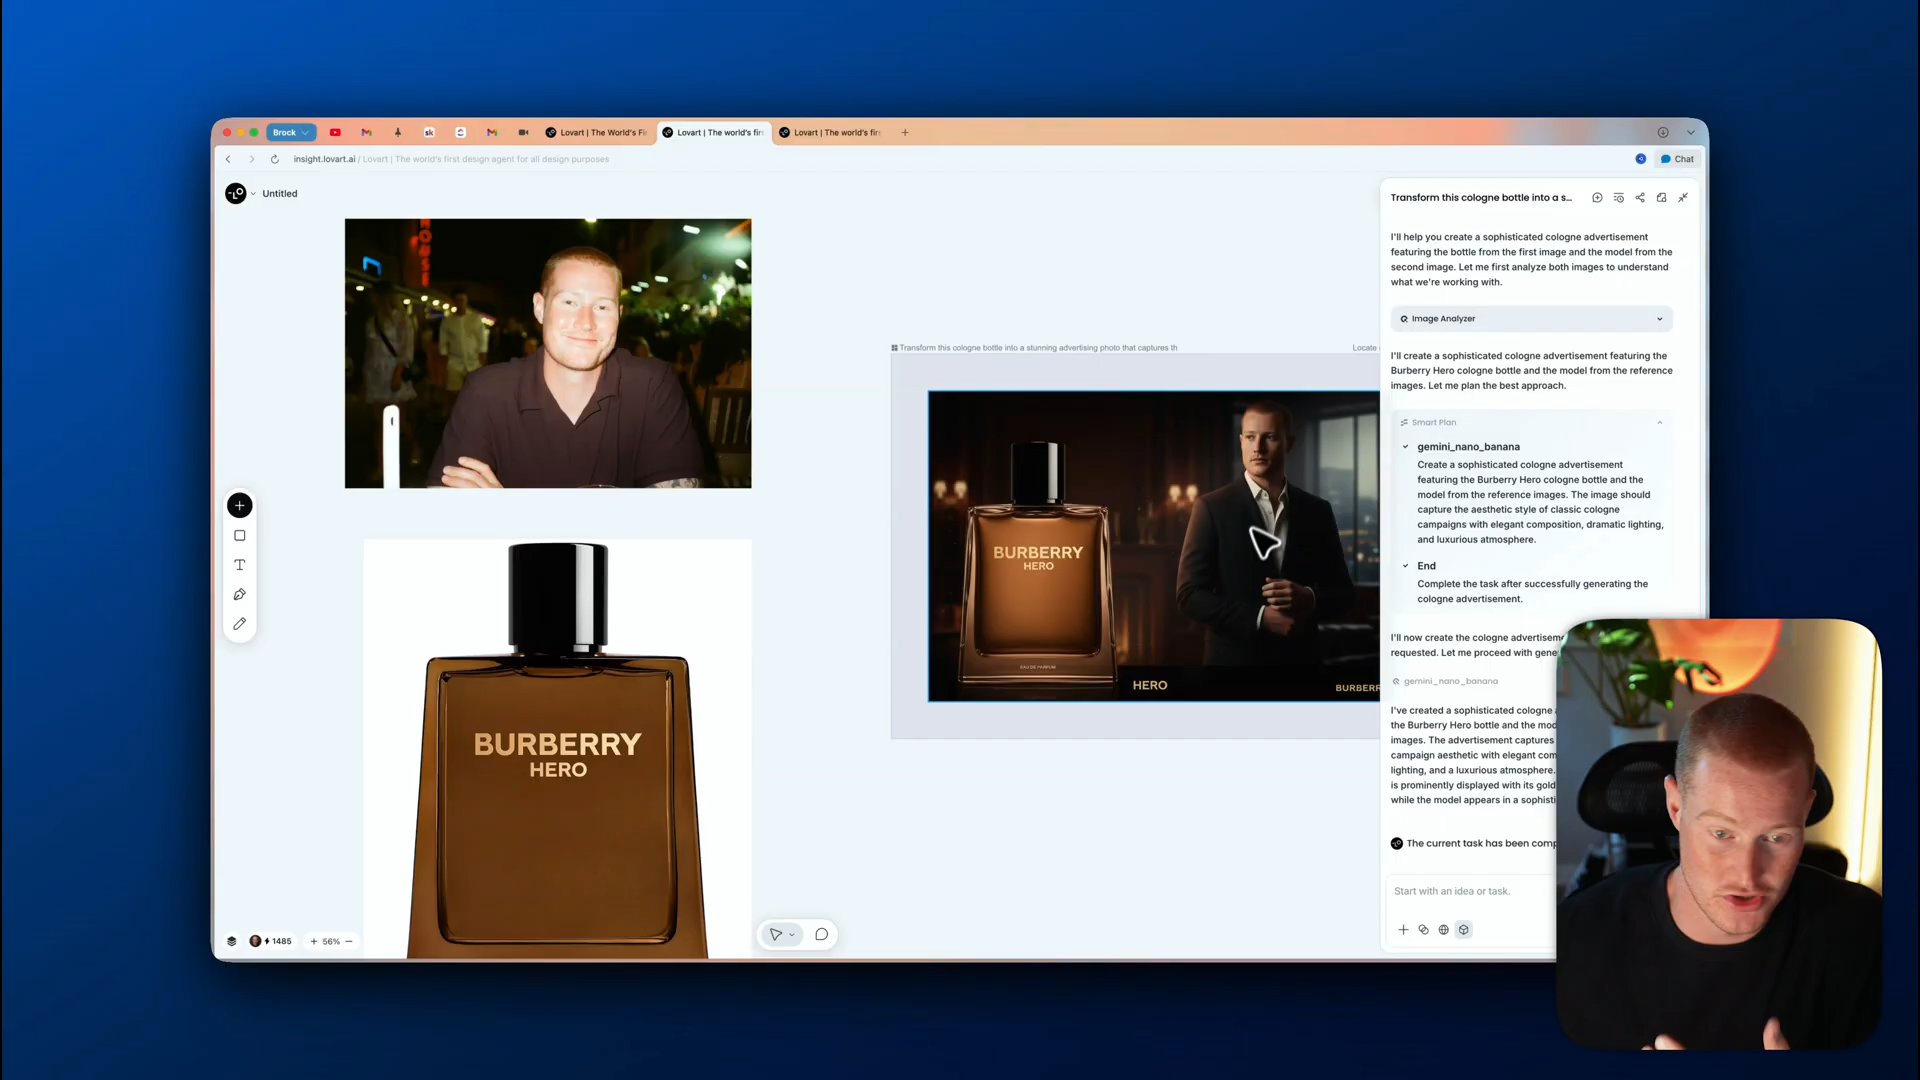 Brock
Lovart | The World's Fi
Lovart | The world's firs
Lovart | The world's firs
insight.lovart.ai / Lovart | The world's first design agent for all design purposes
Chat
Untitled
Transform this cologne bottle into a s...
I'll help you create a sophisticated cologne advertisement
featuring the bottle from the first image and the model from the
second image. Let me first analyze both images to understand
what we're working with.
Image Analyzer
I'll create a sophisticated cologne advertisement featuring the
Burberry Hero cologne bottle and the model from the reference
images. Let me plan the best approach.
Smart Plan
gemini_nano_banana
Create a sophisticated cologne advertisement
featuring the Burberry Hero cologne bottle and the
model from the reference images. The image should
capture the aesthetic style of classic cologne
campaigns with elegant composition, dramatic lighting,
and luxurious atmosphere.
End
Complete the task after successfully generating the
cologne advertisement.
I'll now create the cologne advertiseme
requested. Let me proceed with gene
gemini_nano_banana
I've created a sophisticated cologne
the Burberry Hero bottle and the mod
images. The advertisement captures
campaign aesthetic with elegant com
lighting, and a luxurious atmosphere.
is prominently displayed with its gold
while the model appears in a sophisti
The current task has been comp
Start with an idea or task.
Transform this cologne bottle into a stunning advertising photo that captures th
Locate
BURBERRY
HERO
EAU DE PARFUM
HERO
BURBERR
BURBERRY
HERO
1485
56%